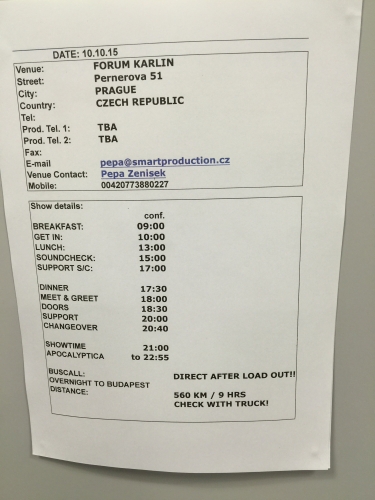 DATE: 10.10.15
Venue: FORUM KARLIN
Street: Pernerova 51
City: PRAGUE
Country: CZECH REPUBLIC
Tel:
Prod. Tel. 1: TBA
Prod. Tel. 2: TBA
Fax:
E-mail pepa@smartproduction.cz
Venue Contact: Pepa Zenisek
Mobile: 00420773880227
Show details:
conf.
BREAKFAST: 09:00
GET IN: 10:00
LUNCH: 13:00
SOUNDCHECK: 15:00
SUPPORT S/C: 17:00
DINNER 17:30
MEET & GREET 18:00
DOORS 18:30
SUPPORT 20:00
CHANGEOVER 20:40
SHOWTIME 21:00
APOCALYPTICA to 22:55
BUSCALL: DIRECT AFTER LOAD OUT!!
OVERNIGHT TO BUDAPEST
DISTANCE: 560 KM / 9 HRS
CHECK WITH TRUCK!